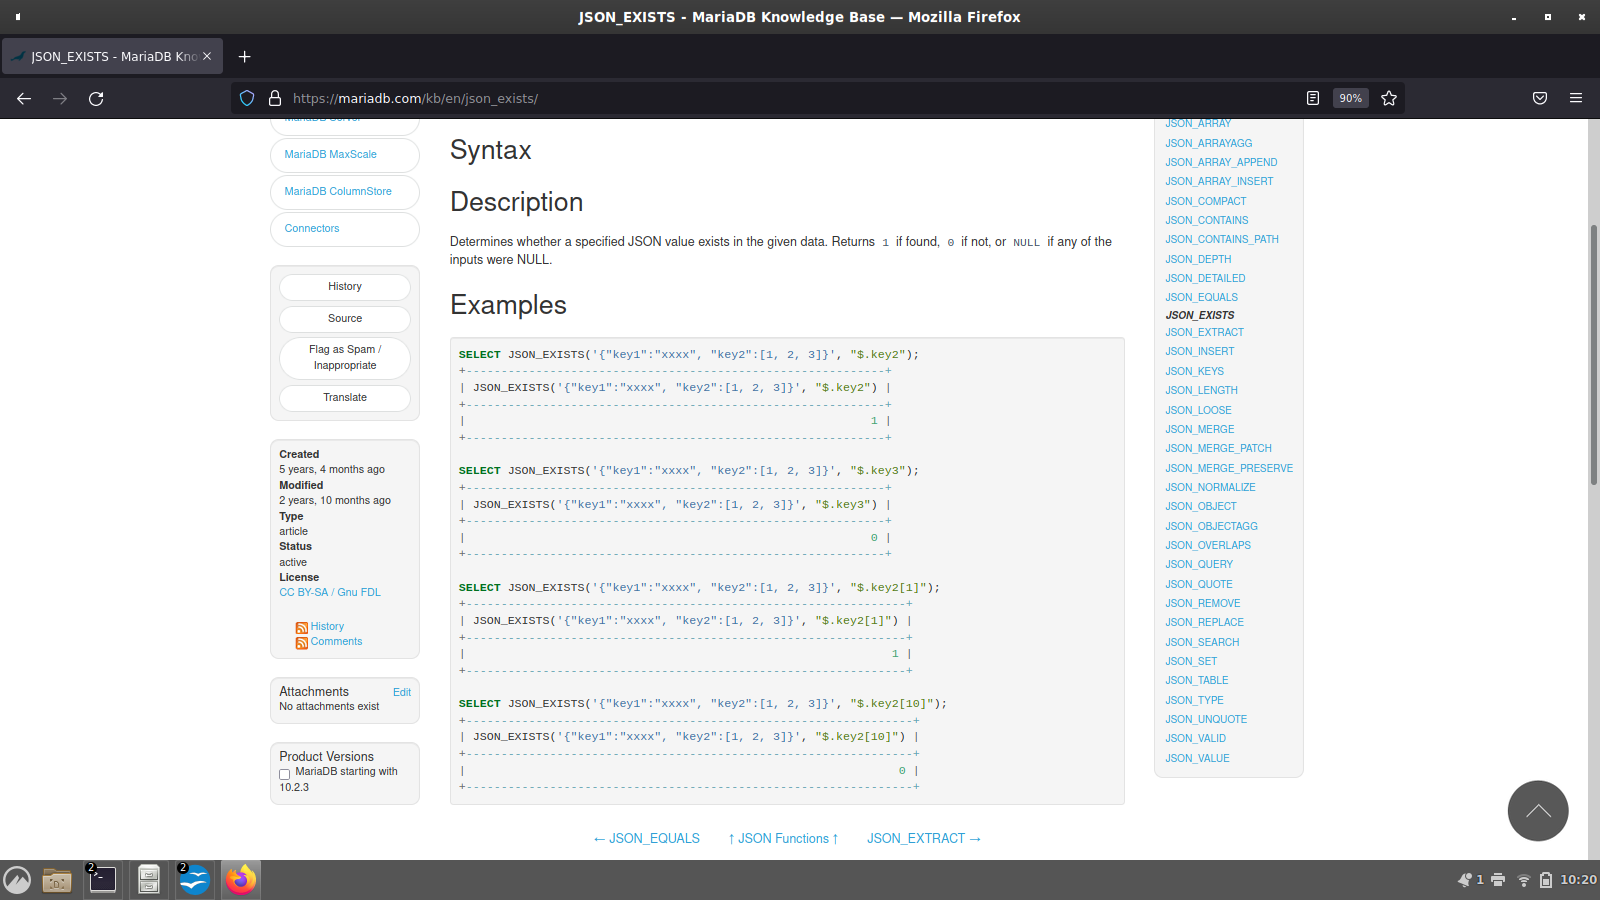 JSON_EXISTS - MariaDB Knowledge Base — Mozilla Firefox
JSON_EXISTS - MariaDB Kno
https://mariadb.com/kb/en/json_exists/
90%
MariaDB Server
MariaDB MaxScale
MariaDB ColumnStore
Connectors
History
Source
Flag as Spam /
Inappropriate
Translate
Created
5 years, 4 months ago
Modified
2 years, 10 months ago
Type
article
Status
active
License
CC BY-SA / Gnu FDL
History
Comments
Attachments Edit
No attachments exist
Product Versions
MariaDB starting with
10.2.3
Syntax
Description
Determines whether a specified JSON value exists in the given data. Returns 1 if found, 0 if not, or NULL if any of the
inputs were NULL.
Examples
SELECT JSON_EXISTS('{"key1":"xxxx", "key2":[1, 2, 3]}', "$.key2");
+------------------------------------------------------------+
| JSON_EXISTS('{"key1":"xxxx", "key2":[1, 2, 3]}', "$.key2") |
+------------------------------------------------------------+
|                                                          1 |
+------------------------------------------------------------+
SELECT JSON_EXISTS('{"key1":"xxxx", "key2":[1, 2, 3]}', "$.key3");
+------------------------------------------------------------+
| JSON_EXISTS('{"key1":"xxxx", "key2":[1, 2, 3]}', "$.key3") |
+------------------------------------------------------------+
|                                                          0 |
+------------------------------------------------------------+
SELECT JSON_EXISTS('{"key1":"xxxx", "key2":[1, 2, 3]}', "$.key2[1]");
+---------------------------------------------------------------+
| JSON_EXISTS('{"key1":"xxxx", "key2":[1, 2, 3]}', "$.key2[1]") |
+---------------------------------------------------------------+
|                                                             1 |
+---------------------------------------------------------------+
SELECT JSON_EXISTS('{"key1":"xxxx", "key2":[1, 2, 3]}', "$.key2[10]");
+----------------------------------------------------------------+
| JSON_EXISTS('{"key1":"xxxx", "key2":[1, 2, 3]}', "$.key2[10]") |
+----------------------------------------------------------------+
|                                                              0 |
+----------------------------------------------------------------+
← JSON_EQUALS ↑ JSON Functions ↑ JSON_EXTRACT →
JSON_ARRAY
JSON_ARRAYAGG
JSON_ARRAY_APPEND
JSON_ARRAY_INSERT
JSON_COMPACT
JSON_CONTAINS
JSON_CONTAINS_PATH
JSON_DEPTH
JSON_DETAILED
JSON_EQUALS
JSON_EXISTS
JSON_EXTRACT
JSON_INSERT
JSON_KEYS
JSON_LENGTH
JSON_LOOSE
JSON_MERGE
JSON_MERGE_PATCH
JSON_MERGE_PRESERVE
JSON_NORMALIZE
JSON_OBJECT
JSON_OBJECTAGG
JSON_OVERLAPS
JSON_QUERY
JSON_QUOTE
JSON_REMOVE
JSON_REPLACE
JSON_SEARCH
JSON_SET
JSON_TABLE
JSON_TYPE
JSON_UNQUOTE
JSON_VALID
JSON_VALUE
2
2
1
10:20